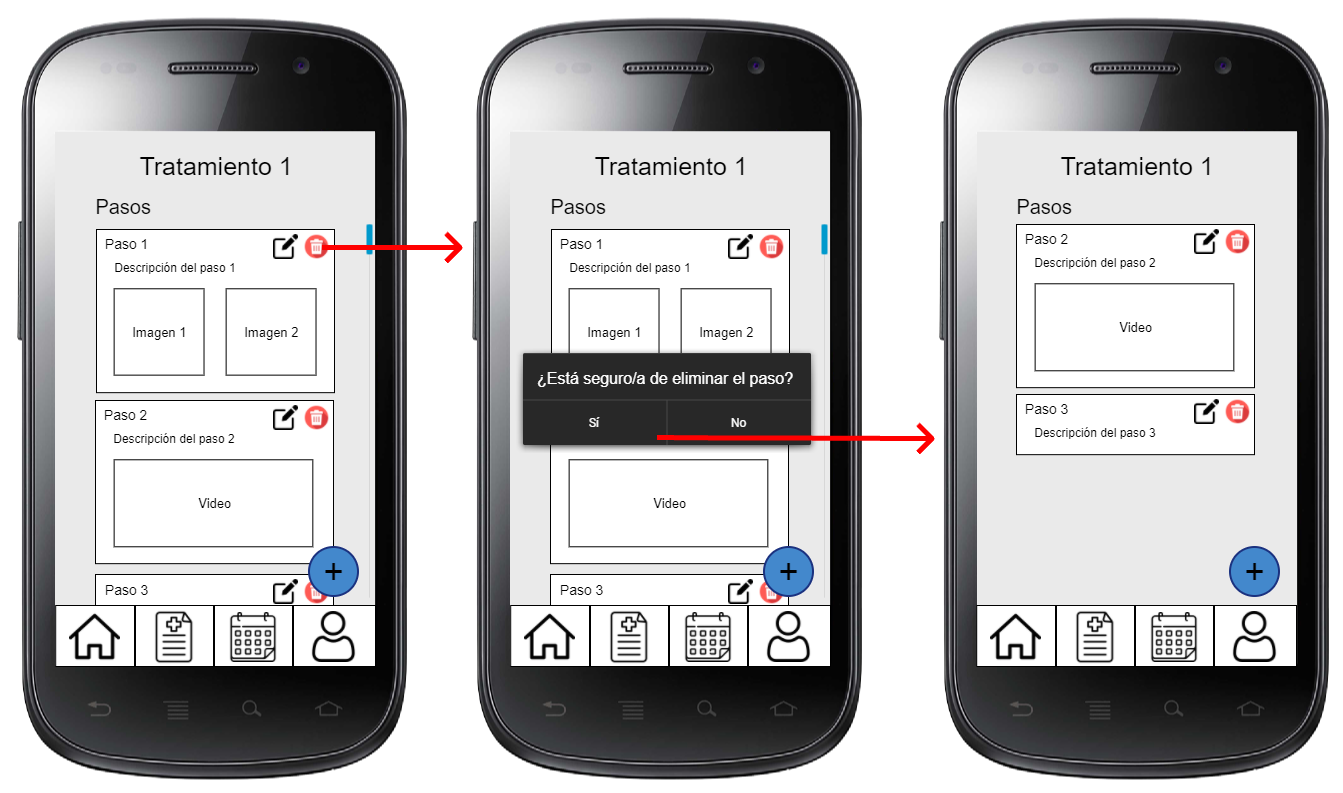 Tratamiento 1
Pasos
Paso 1
Descripción del paso 1
Imagen 1
Imagen 2
Paso 2
Descripción del paso 2
Video
Paso 3
+
Tratamiento 1
Pasos
Paso 1
Descripción del paso 1
Imagen 1
Imagen 2
¿Está seguro/a de eliminar el paso?
Sí
No
Video
Paso 3
+
Tratamiento 1
Pasos
Paso 2
Descripción del paso 2
Video
Paso 3
Descripción del paso 3
+